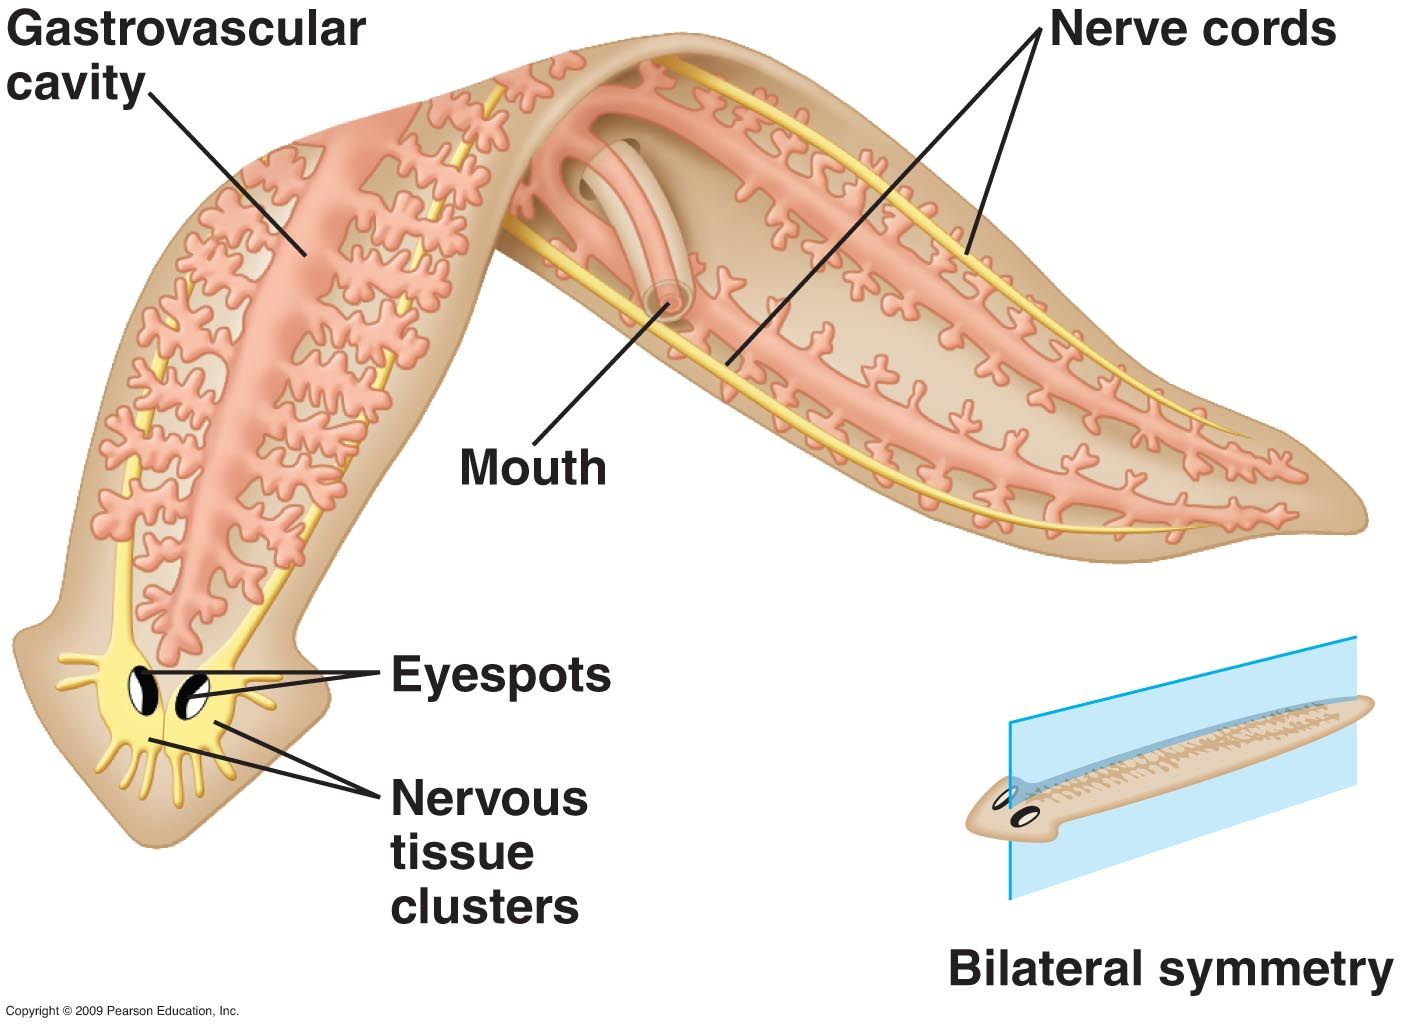 Gastrovascular
cavity
Nerve cords
Mouth
Eyespots
Nervous
tissue
clusters
Bilateral symmetry
Copyright © 2009 Pearson Education, Inc.